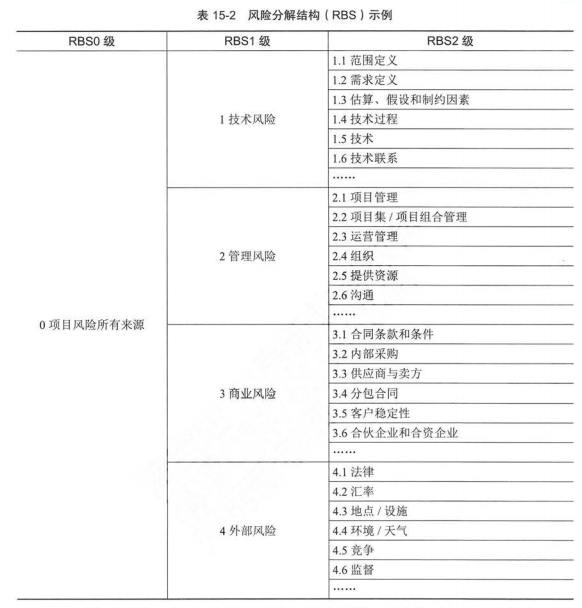 表 15-2 风险分解结构（RBS）示例
RBS0 级 RBS1 级 RBS2 级
0 项目风险所有来源
1 技术风险
1.1 范围定义
1.2 需求定义
1.3 估算、假设和制约因素
1.4 技术过程
1.5 技术
1.6 技术联系
……
2 管理风险
2.1 项目管理
2.2 项目集 / 项目组合管理
2.3 运营管理
2.4 组织
2.5 提供资源
2.6 沟通
……
3 商业风险
3.1 合同条款和条件
3.2 内部采购
3.3 供应商与卖方
3.4 分包合同
3.5 客户稳定性
3.6 合伙企业和合资企业
……
4 外部风险
4.1 法律
4.2 汇率
4.3 地点 / 设施
4.4 环境 / 天气
4.5 竞争
4.6 监督
……